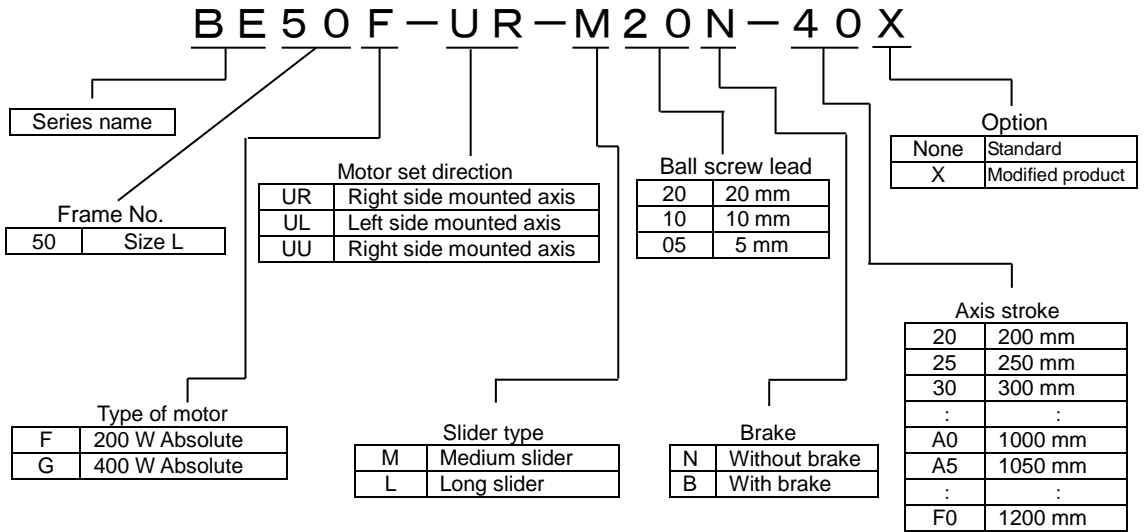 BE50F-UR-M20N-40X
Series name
Option
None Standard
X Modified product
Motor set direction
UR Right side mounted axis
UL Left side mounted axis
UU Right side mounted axis
Ball screw lead
20 20 mm
10 10 mm
05 5 mm
Frame No.
50 Size L
Axis stroke
20 200 mm
25 250 mm
30 300 mm
: :
A0 1000 mm
A5 1050 mm
: :
F0 1200 mm
Type of motor
F 200 W Absolute
G 400 W Absolute
Slider type
M Medium slider
L Long slider
Brake
N Without brake
B With brake